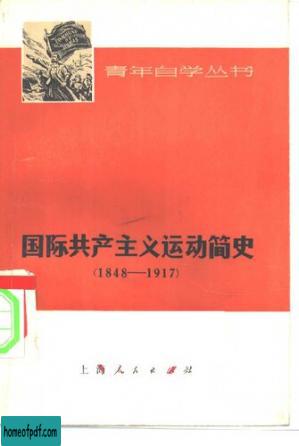 青年自学丛书
国际共产主义运动简史
(1848—1917)
上海人民出版社
homeofpdf.com